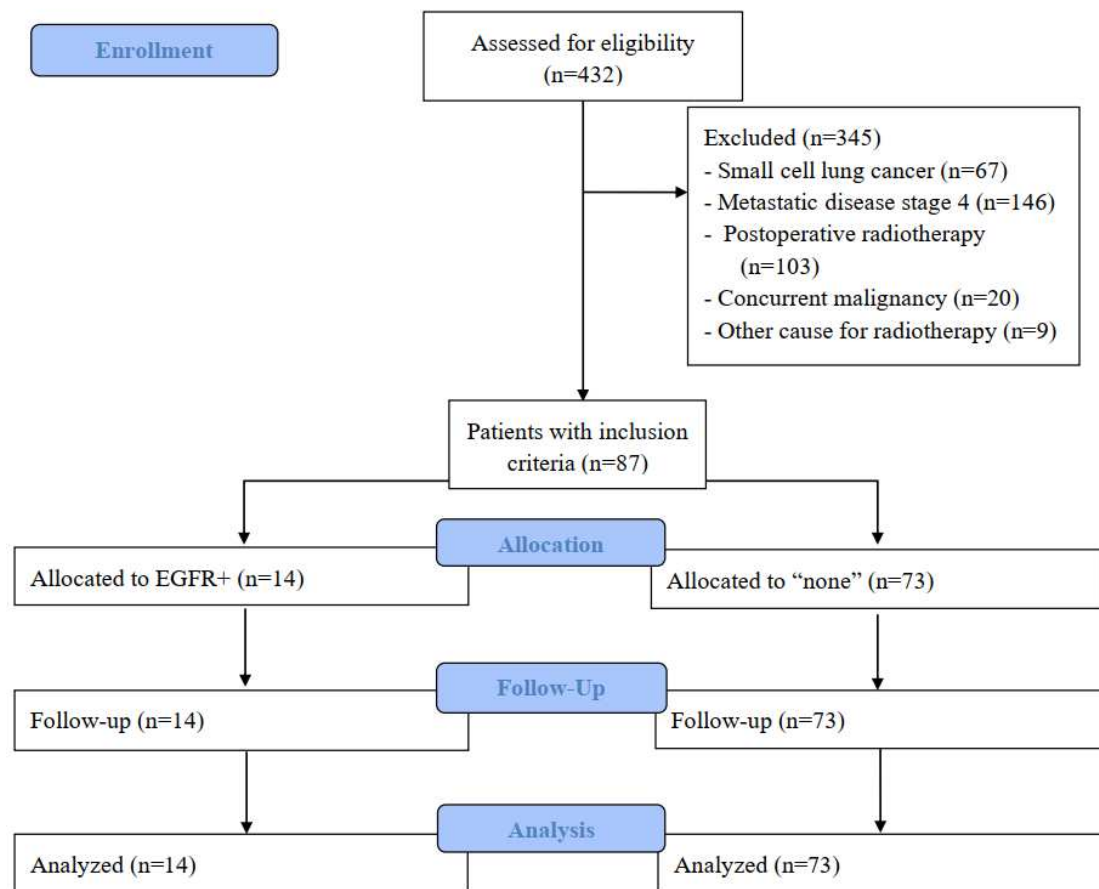 Enrollment
Assessed for eligibility
(n=432)
Excluded (n=345)
- Small cell lung cancer (n=67)
- Metastatic disease stage 4 (n=146)
- Postoperative radiotherapy
(n=103)
- Concurrent malignancy (n=20)
- Other cause for radiotherapy (n=9)
Patients with inclusion
criteria (n=87)
Allocation
Allocated to EGFR+ (n=14)
Allocated to “none” (n=73)
Follow-Up
Follow-up (n=14)
Follow-up (n=73)
Analysis
Analyzed (n=14)
Analyzed (n=73)